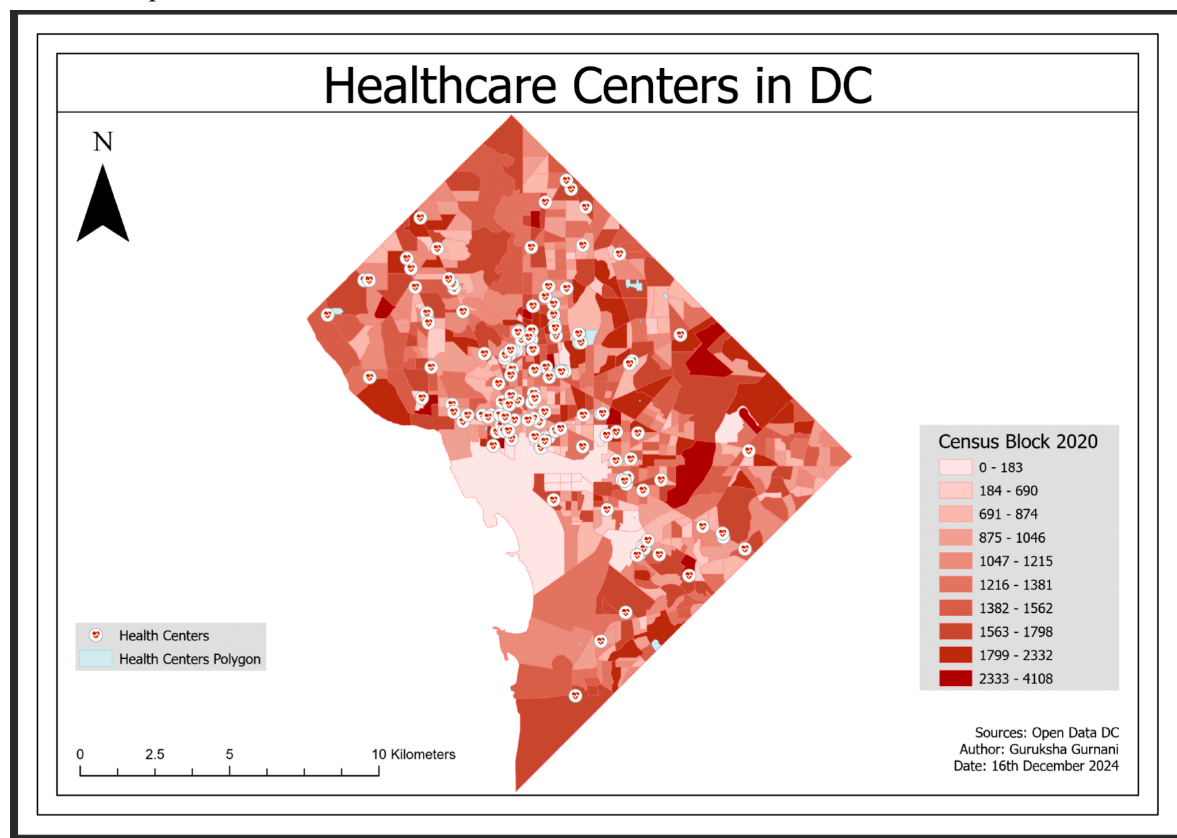 Healthcare Centers in DC
N
Census Block 2020
0 - 183
184 - 690
691 - 874
875 - 1046
1047 - 1215
1216 - 1381
1382 - 1562
1563 - 1798
1799 - 2332
2333 - 4108
Health Centers
Health Centers Polygon
0 2.5 5 10 Kilometers
Sources: Open Data DC
Author: Guruksha Gurnani
Date: 16th December 2024